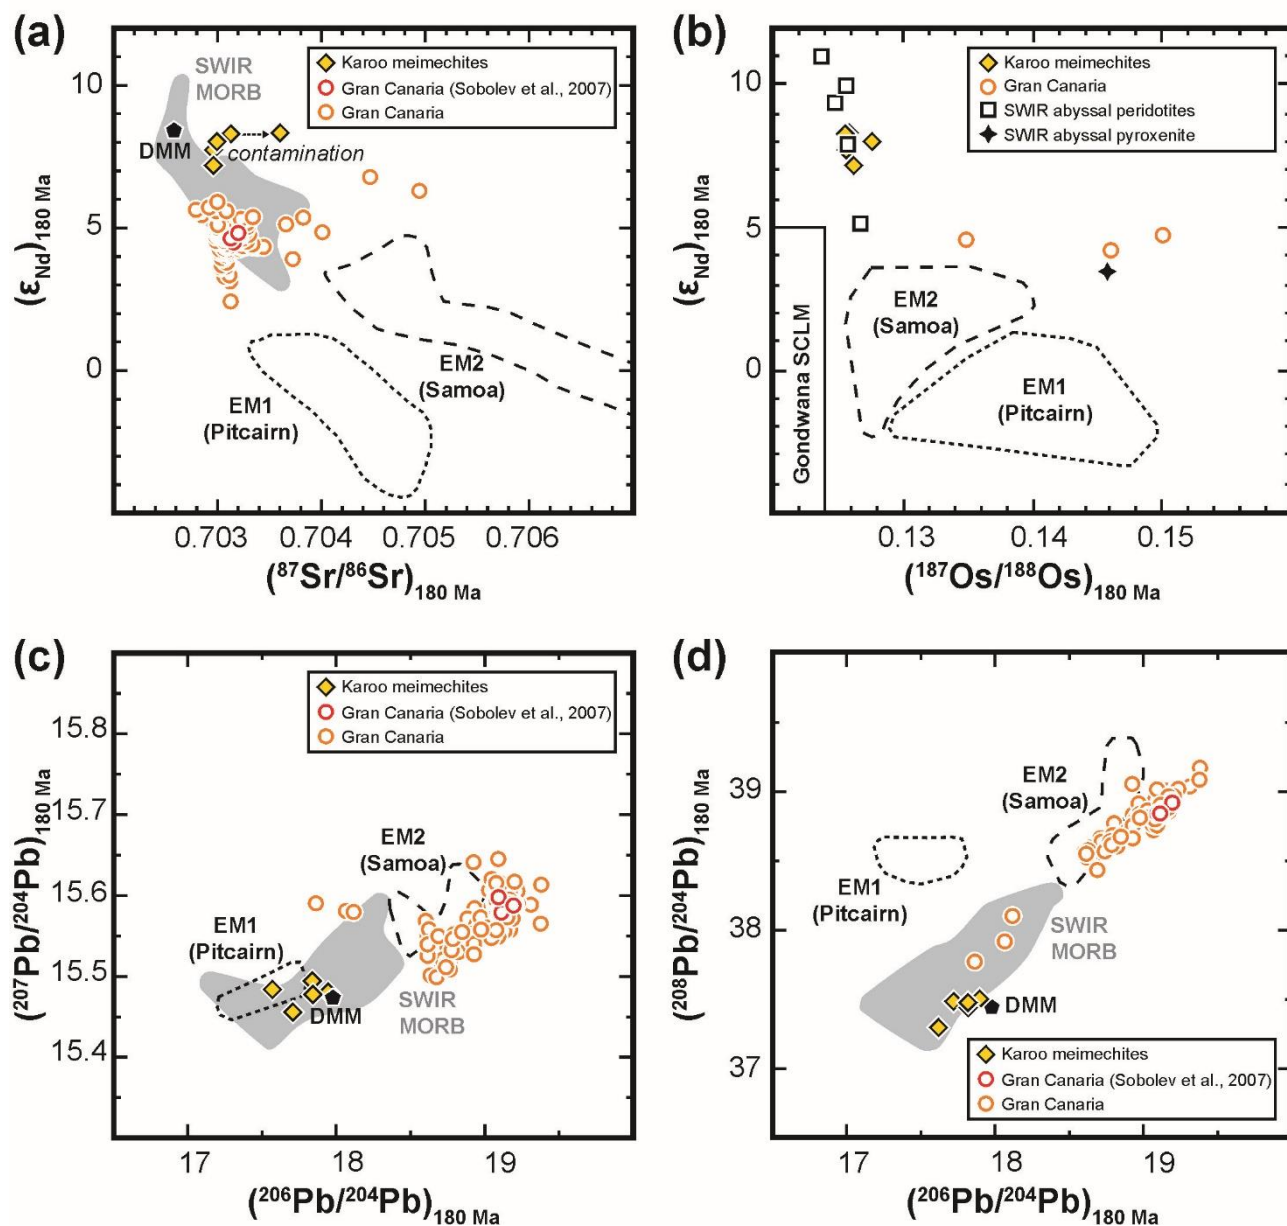 (a)
SWIR
MORB
Karoo meimechites
Gran Canaria (Sobolev et al., 2007)
Gran Canaria
DMM
contamination
EM2
(Samoa)
EM1
(Pitcairn)
10
5
0
(εNd)180 Ma
0.703 0.704 0.705 0.706
(87Sr/86Sr)180 Ma
(b)
Karoo meimechites
Gran Canaria
SWIR abyssal peridotites
SWIR abyssal pyroxenite
10
5
0
(εNd)180 Ma
Gondwana SCLM
EM2
(Samoa)
EM1
(Pitcairn)
0.13 0.14 0.15
(187Os/188Os)180 Ma
(c)
Karoo meimechites
Gran Canaria (Sobolev et al., 2007)
Gran Canaria
15.8
15.7
15.6
15.5
15.4
(207Pb/204Pb)180 Ma
EM2
(Samoa)
EM1
(Pitcairn)
DMM
SWIR
MORB
17 18 19
(206Pb/204Pb)180 Ma
(d)
39
38
37
(208Pb/204Pb)180 Ma
EM2
(Samoa)
EM1
(Pitcairn)
SWIR
MORB
DMM
Karoo meimechites
Gran Canaria (Sobolev et al., 2007)
Gran Canaria
17 18 19
(206Pb/204Pb)180 Ma